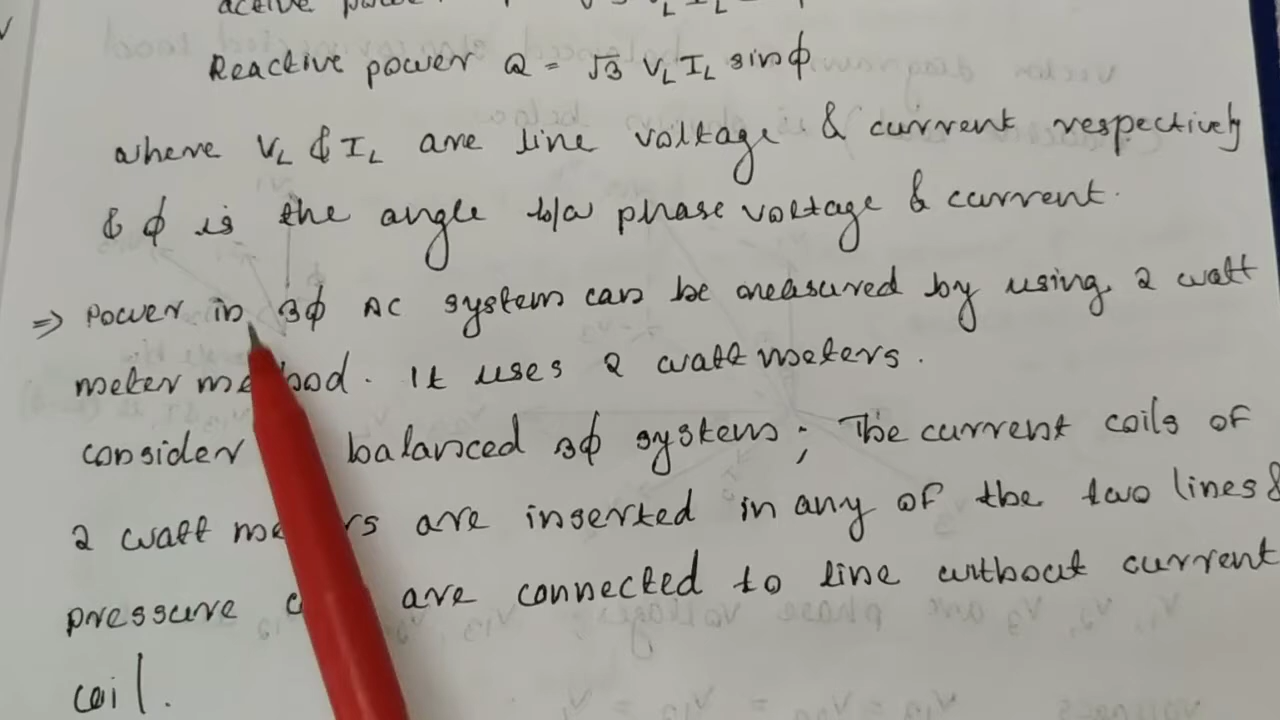 Reactive power Q = √3 VL IL sinϕ
where VL & IL are line voltage & current respectively
& ϕ is the angle b/w phase voltage & current.
⇒ Power in 3ϕ AC system can be measured by using 2 watt
meter method. It uses 2 watt meters.
consider balanced 3ϕ system; The current coils of
2 watt meters are inserted in any of the two lines &
pressure are connected to line without current
coil.